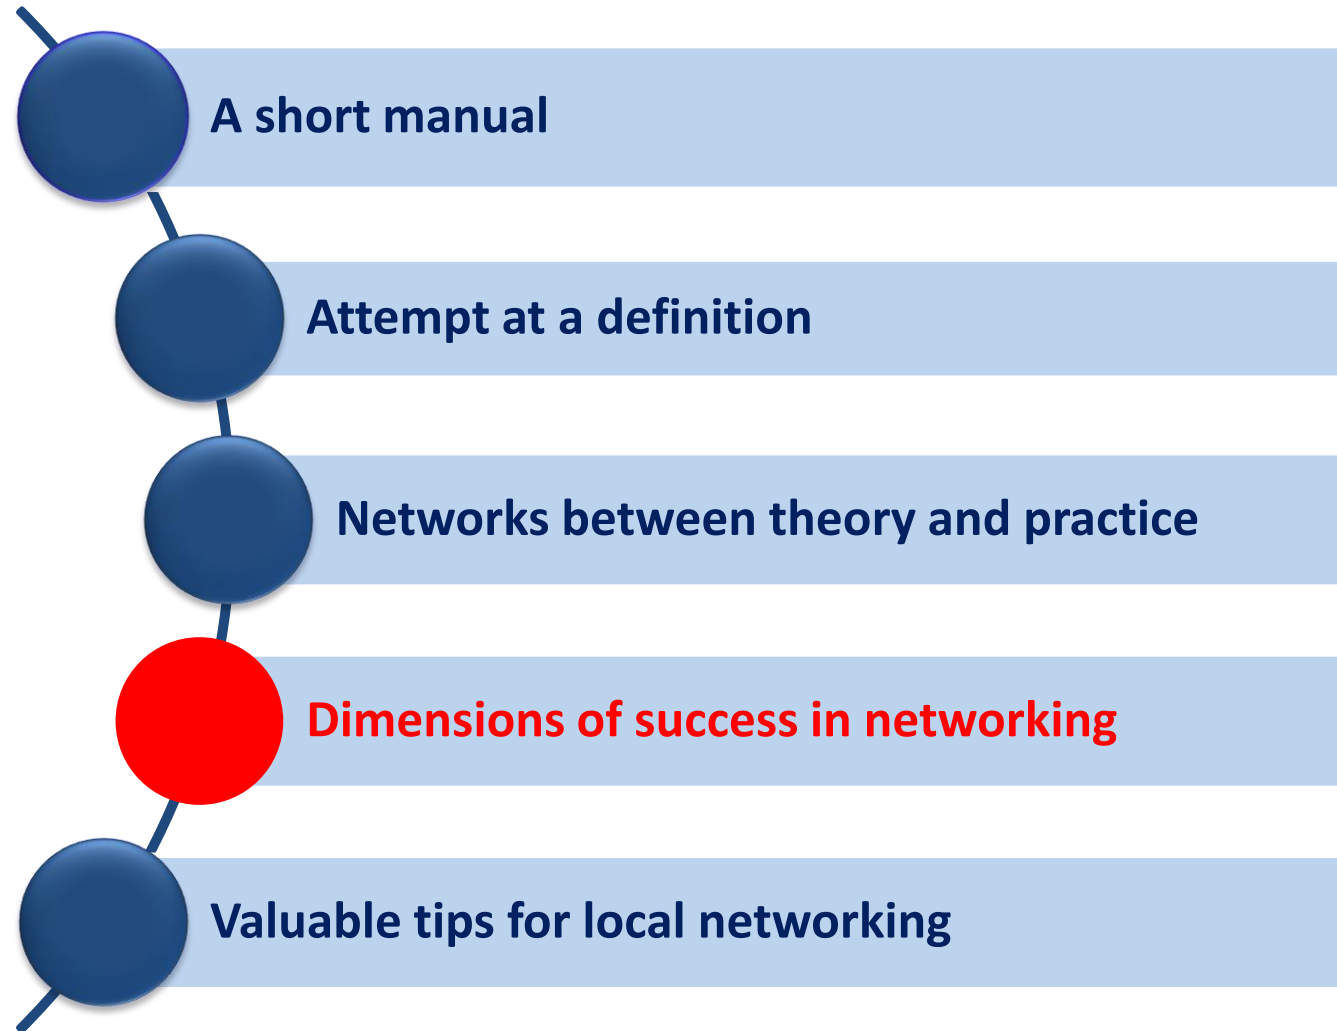 A short manual
Attempt at a definition
Networks between theory and practice
Dimensions of success in networking
Valuable tips for local networking